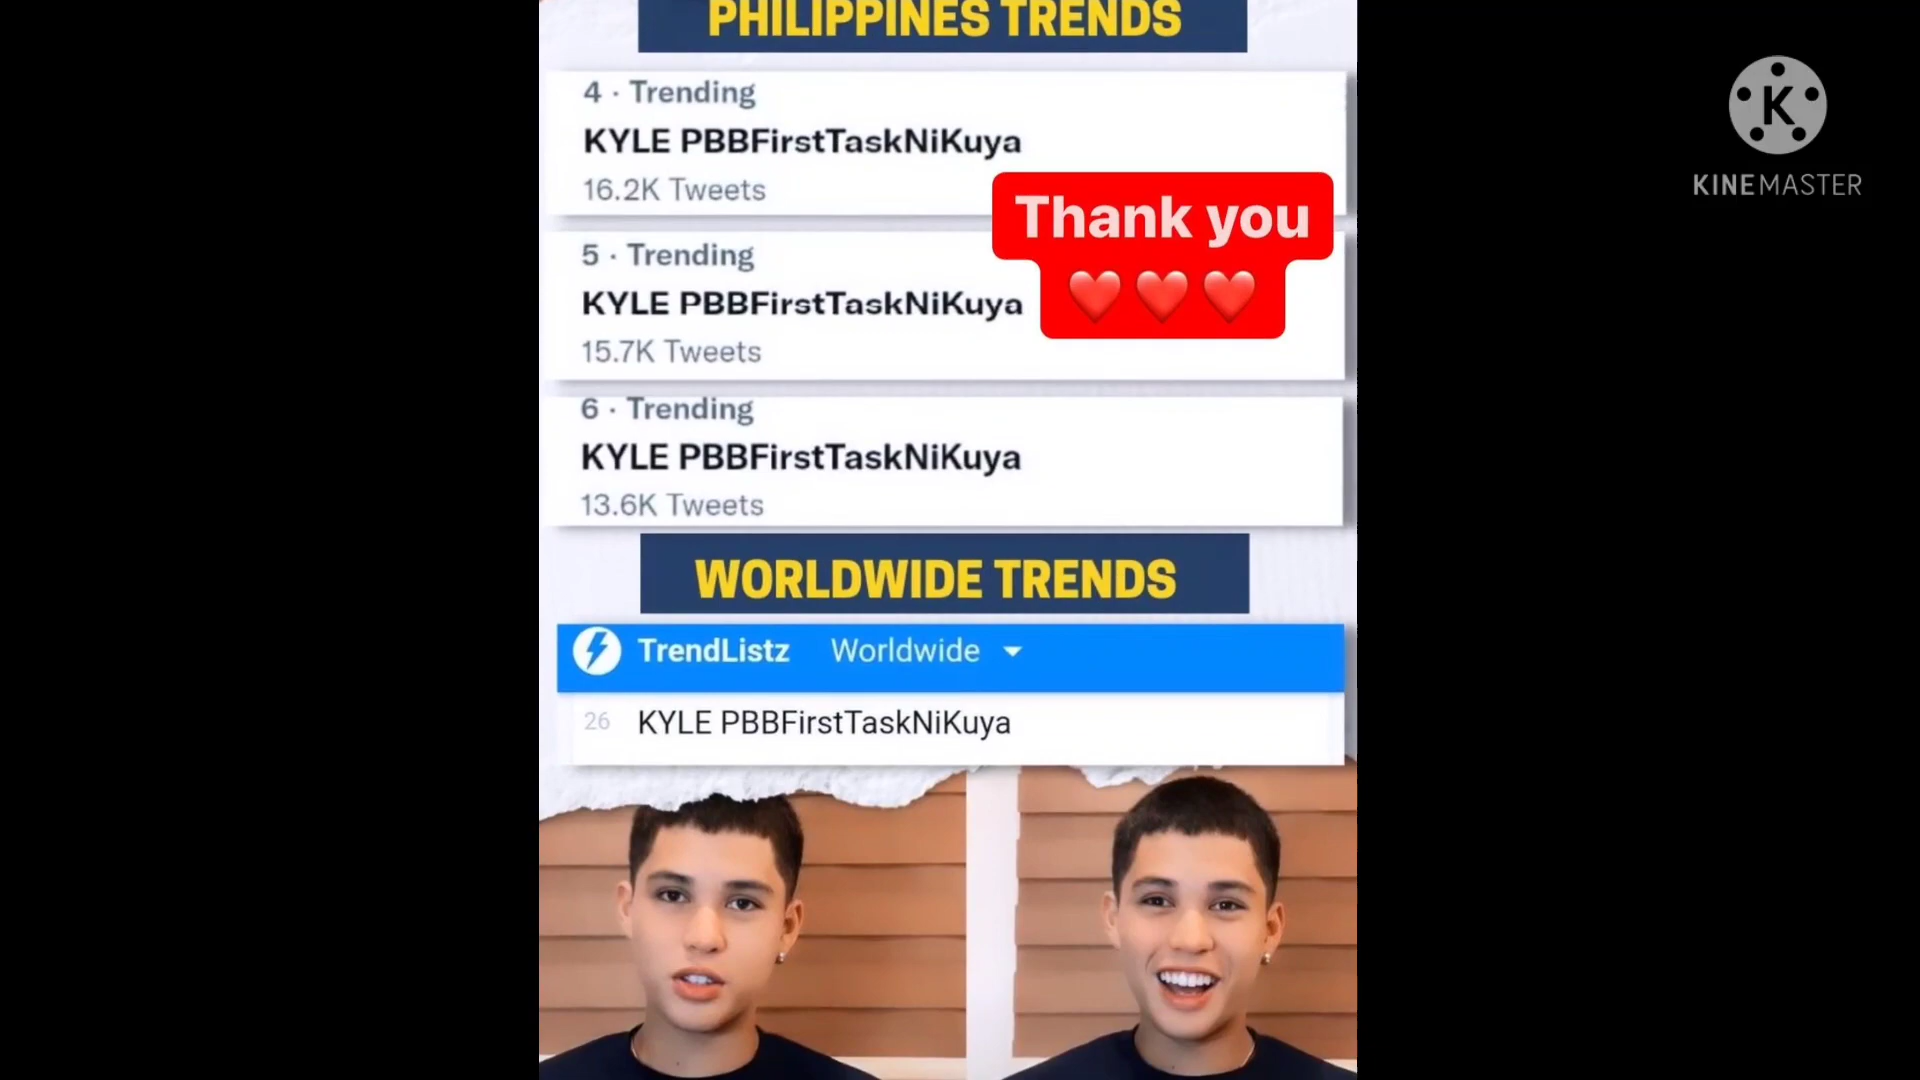 PHILIPPINES TRENDS
4 · Trending
KYLE PBBFirstTaskNiKuya
16.2K Tweets
Thank you
❤️ ❤️ ❤️
5 · Trending
KYLE PBBFirstTaskNiKuya
15.7K Tweets
6 · Trending
KYLE PBBFirstTaskNiKuya
13.6K Tweets
WORLDWIDE TRENDS
TrendListz Worldwide
26 KYLE PBBFirstTaskNiKuya
K
KINEMASTER